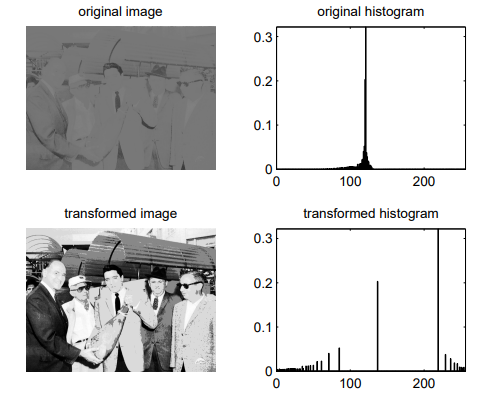 original image
original histogram
0.3
0.2
0.1
0
0 100 200
transformed image
transformed histogram
0.3
0.2
0.1
0
0 100 200